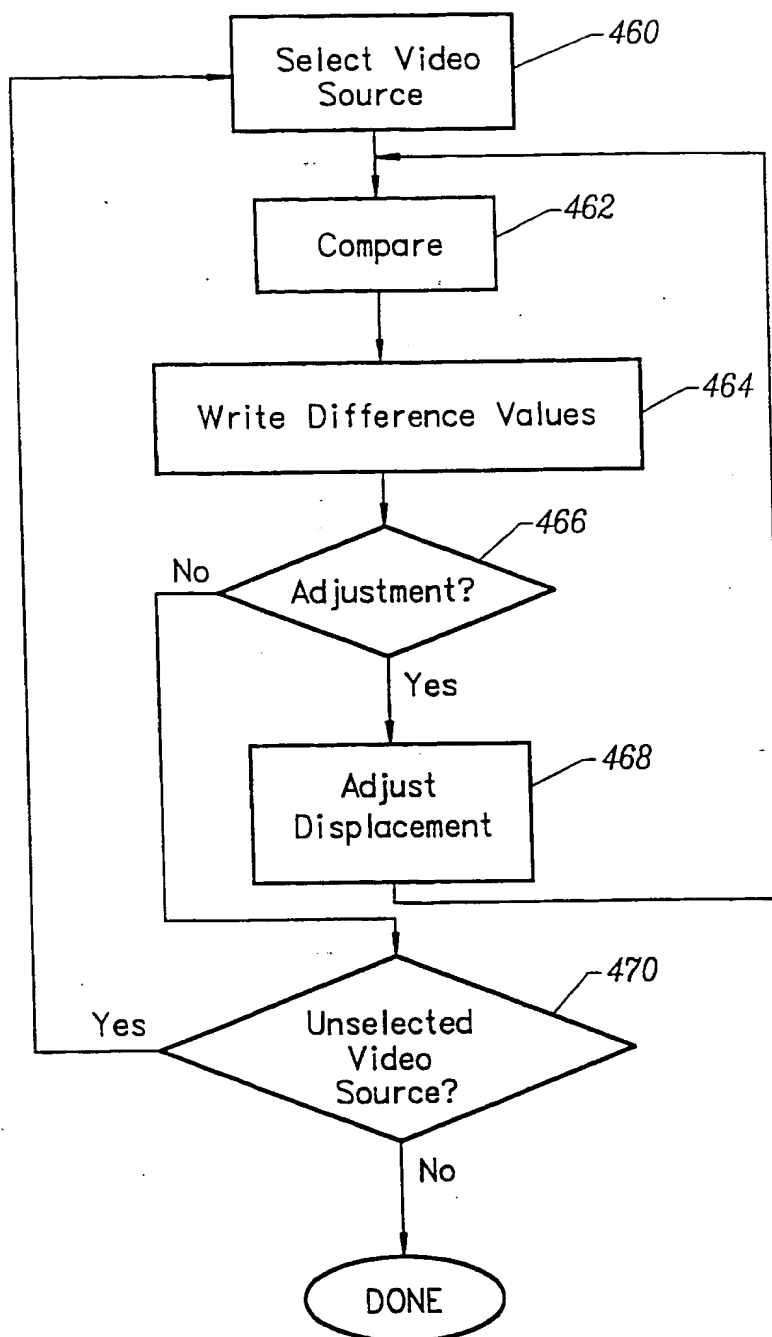 460
Select Video
Source
462
Compare
464
Write Difference Values
466
No
Adjustment?
Yes
468
Adjust
Displacement
470
Yes
Unselected
Video
Source?
No
DONE